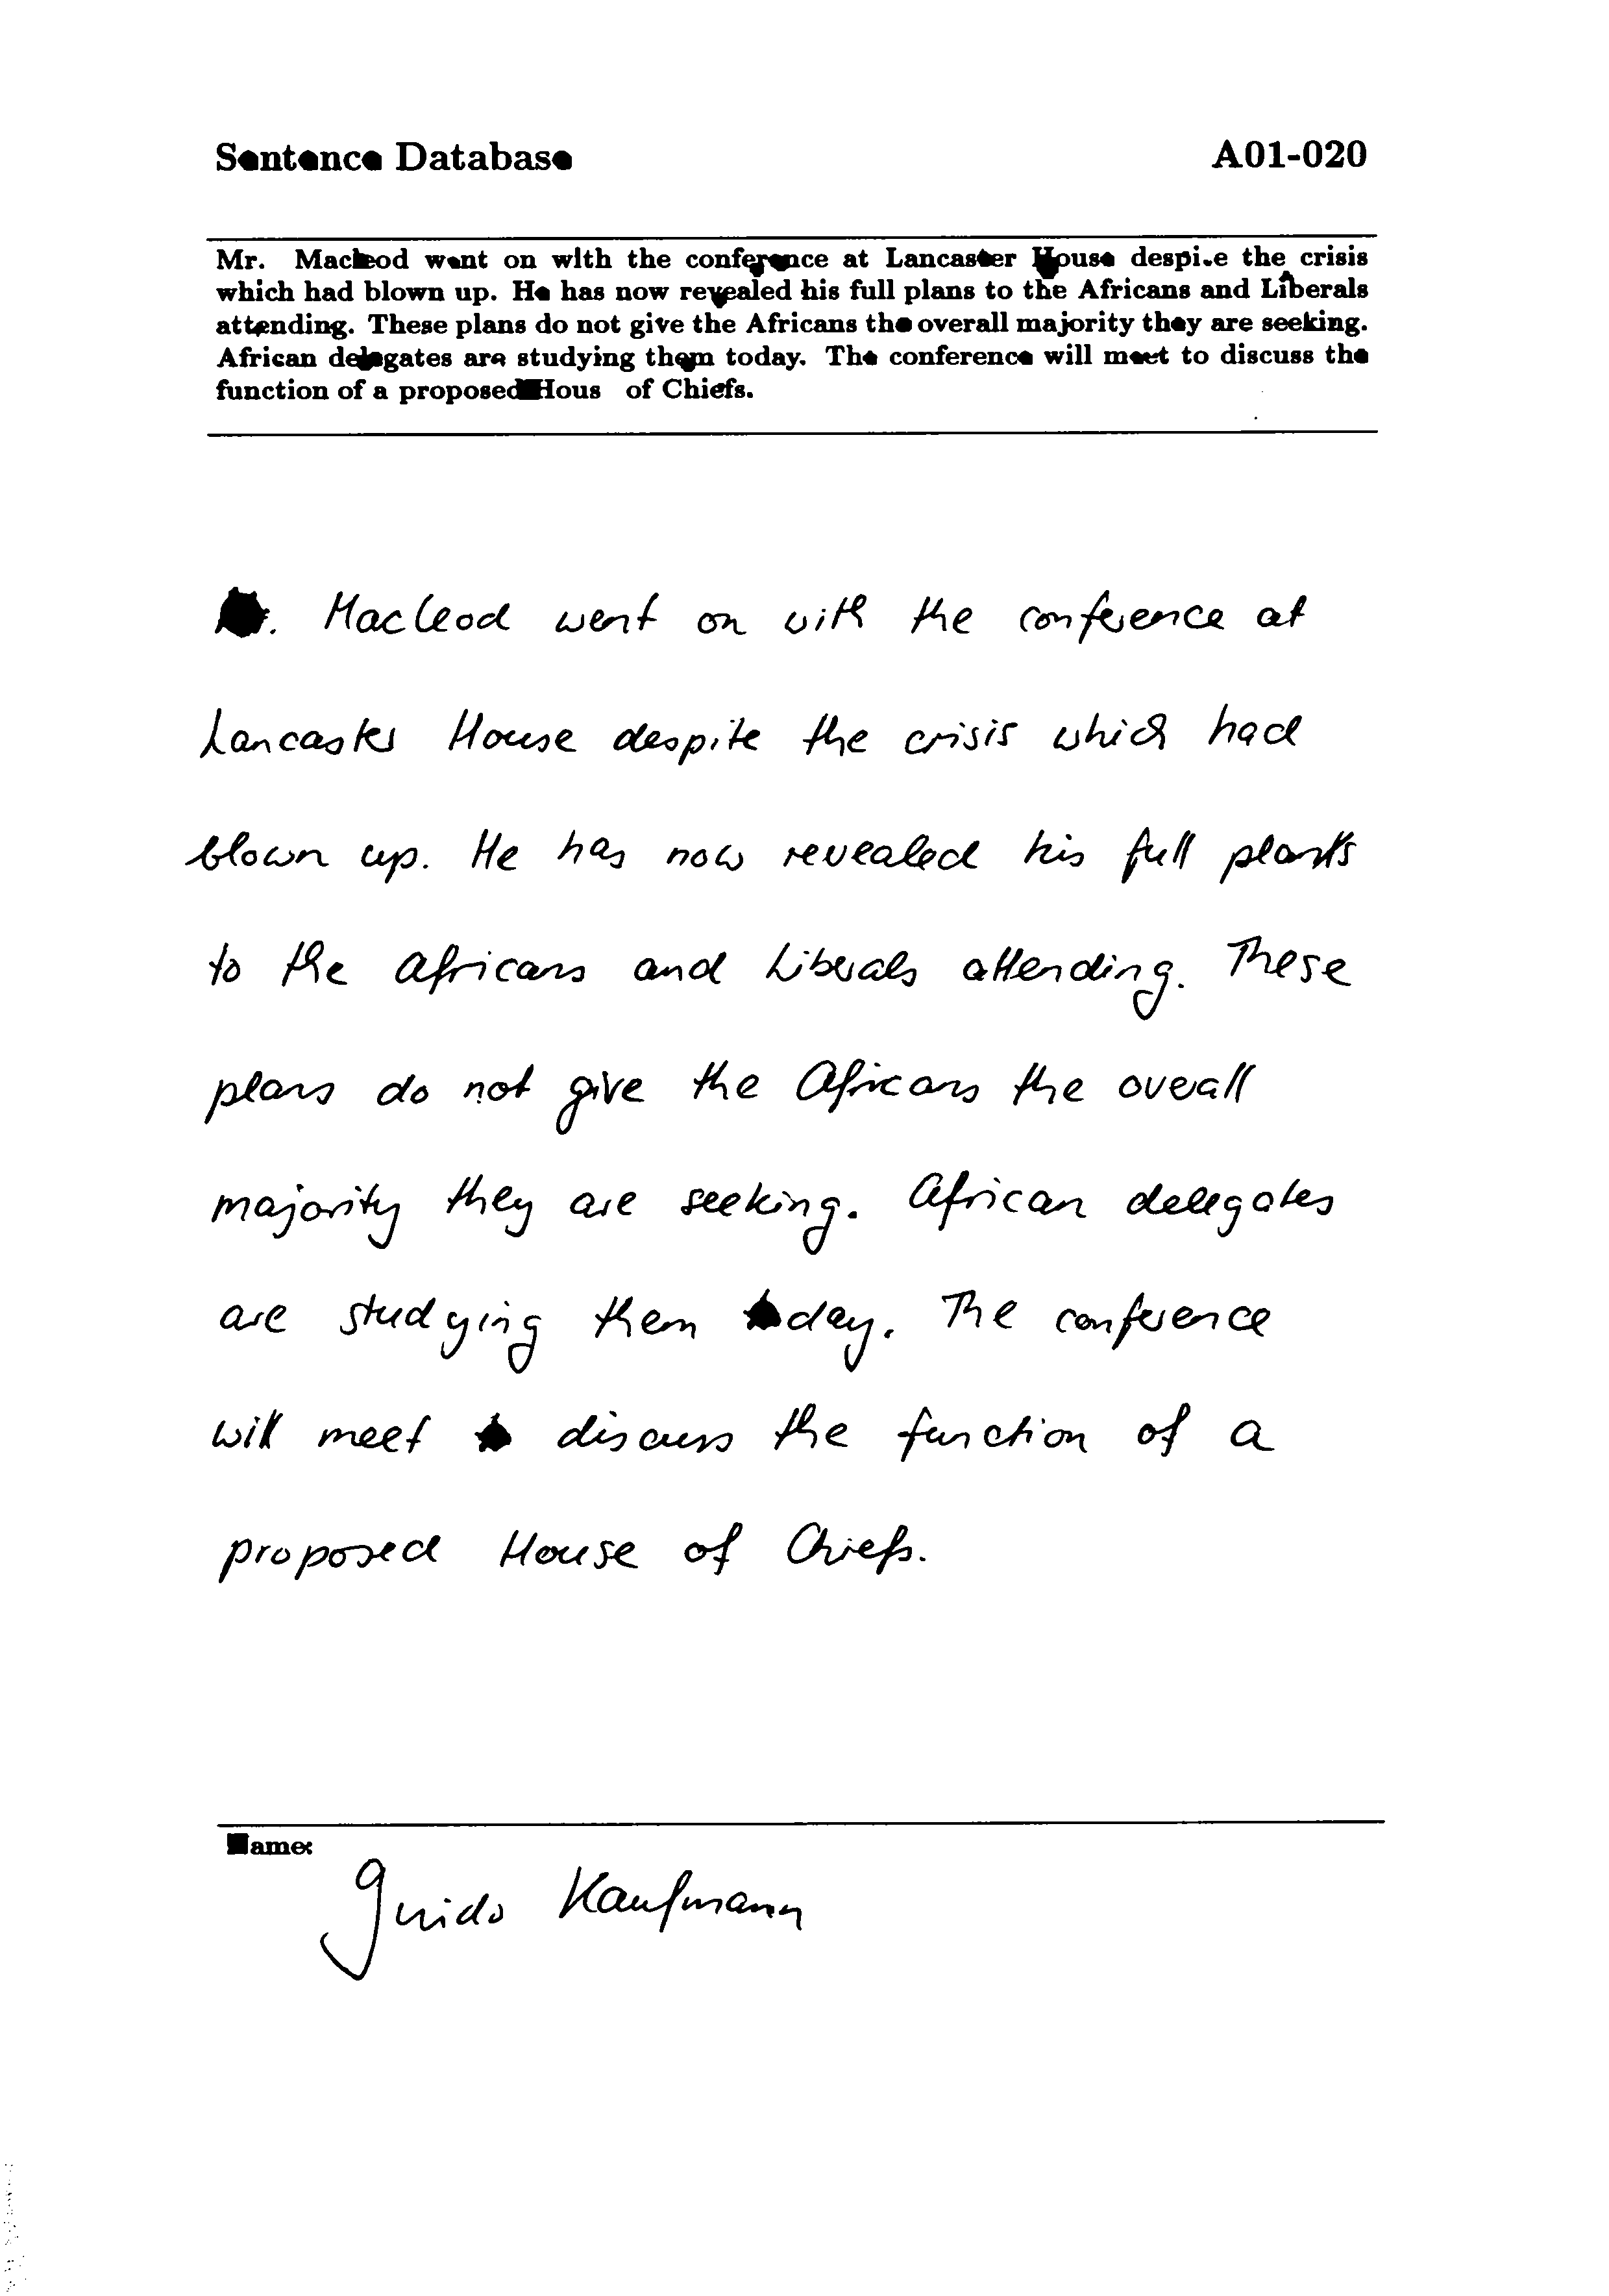 Sentence Database A01-020
Mr. Macleod went on with the conference at Lancaster House despite the crisis
which had blown up. He has now revealed his full plans to the Africans and Liberals
attending. These plans do not give the Africans the overall majority they are seeking.
African delegates are studying them today. The conference will meet to discuss the
function of a proposed Hous of Chiefs.
Macleod went on with the conference at
Lancaster House despite the crisis which had
blown up. He has now revealed his full plants
to the Africans and Liberals attending. These
plans do not give the Africans the overall
majority they are seeking. African delegates
are studying them today. The conference
will meet discuss the function of a
proposed House of Chiefs.
Name:
Guido Kaufmann